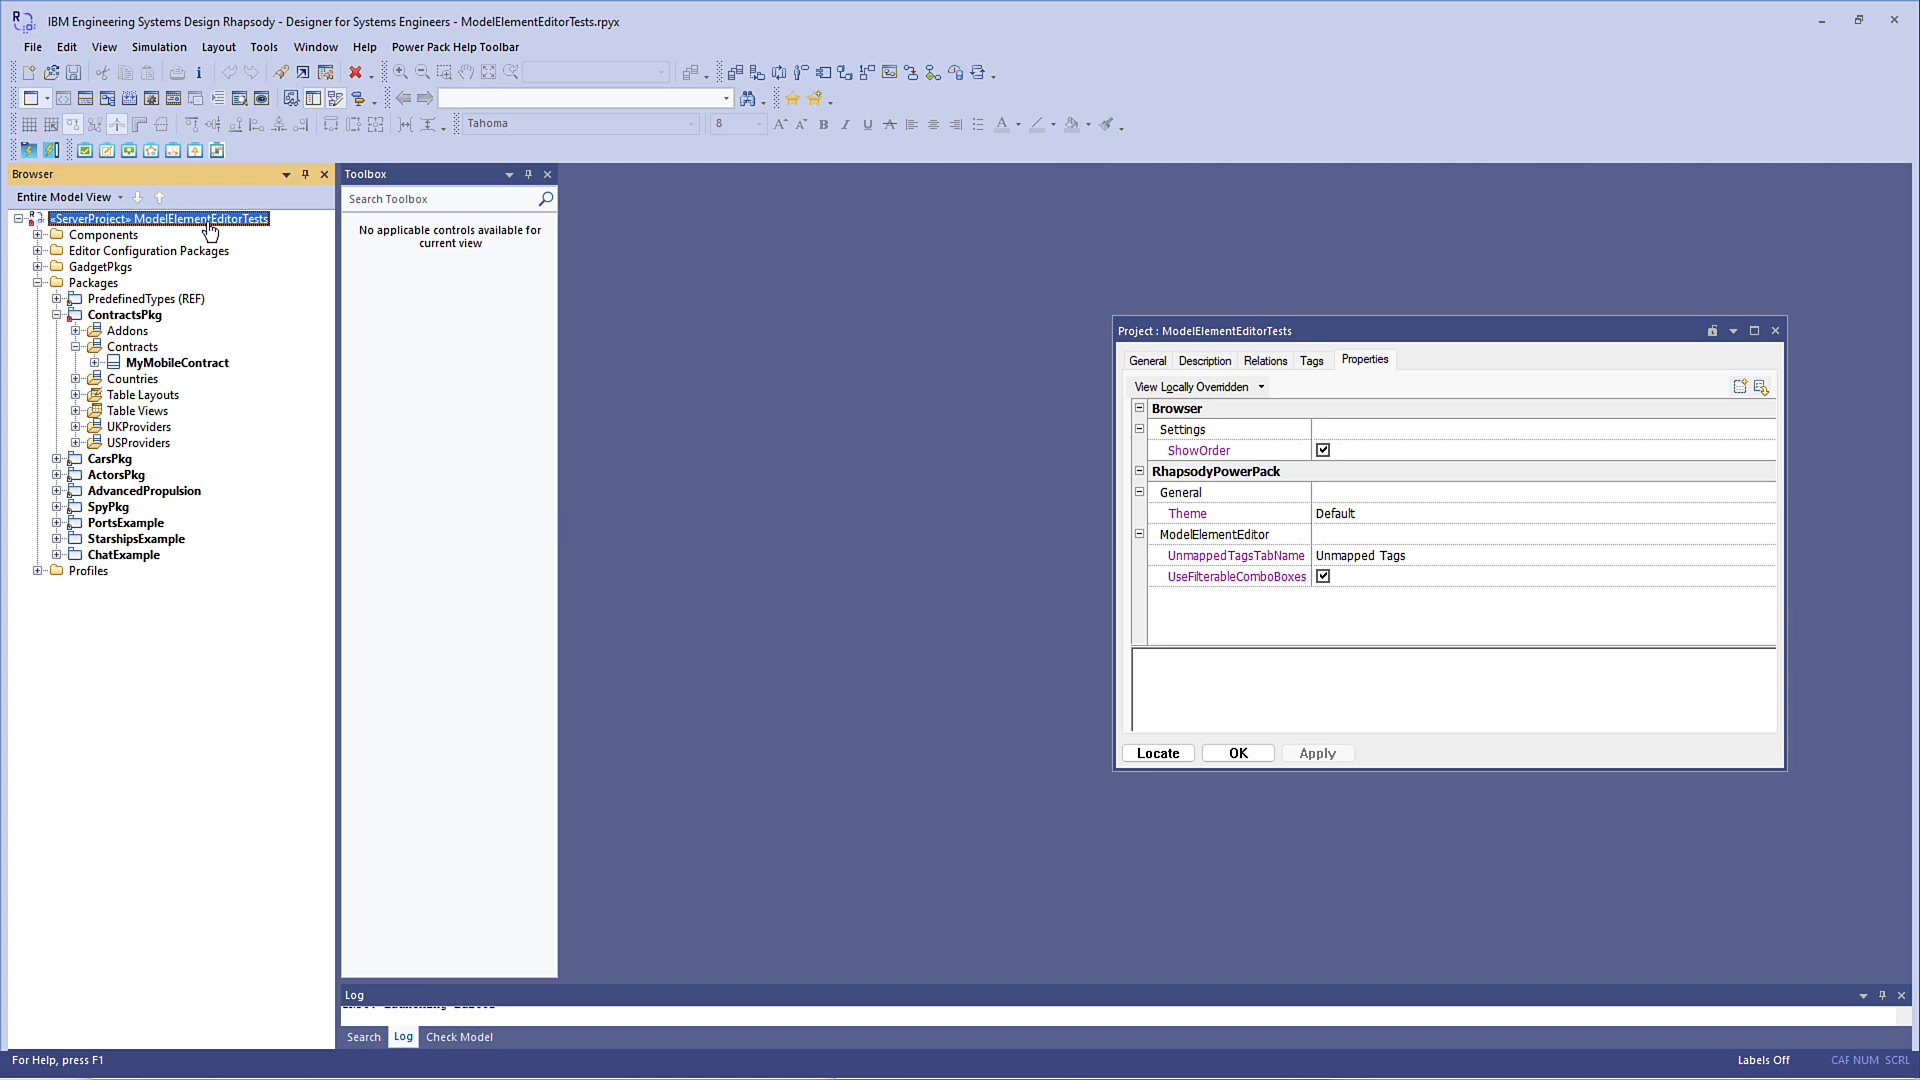 IBM Engineering Systems Design Rhapsody - Designer for Systems Engineers - ModelElementEditorTests.rpyx
File Edit View Simulation Layout Tools Window Help Power Pack Help Toolbar
Tahoma 8
Browser
Entire Model View
«ServerProject» ModelElementEditorTests
Components
Editor Configuration Packages
GadgetPkgs
Packages
PredefinedTypes (REF)
ContractsPkg
Addons
Contracts
MyMobileContract
Countries
Table Layouts
Table Views
UKProviders
USProviders
CarsPkg
ActorsPkg
AdvancedPropulsion
SpyPkg
PortsExample
StarshipsExample
ChatExample
Profiles
Toolbox
Search Toolbox
No applicable controls available for
current view
Project : ModelElementEditorTests
General Description Relations Tags Properties
View Locally Overridden
Browser
Settings
ShowOrder
RhapsodyPowerPack
General
Theme Default
ModelElementEditor
UnmappedTagsTabName Unmapped Tags
UseFilterableComboBoxes
Locate OK Apply
Log
Search Log Check Model
For Help, press F1
Labels Off
NUM SCRL